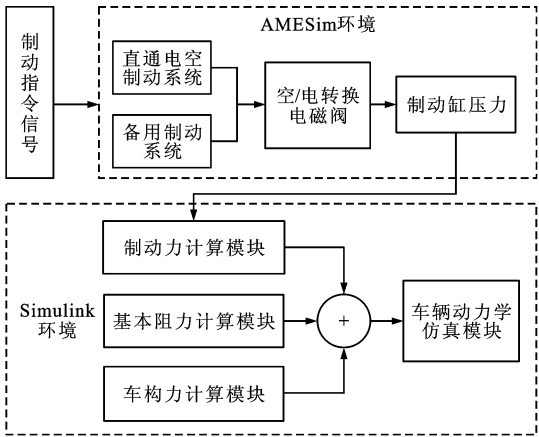 制动指令信号
AMESim环境
直通电空
制动系统
备用制动
系统
空/电转换
电磁阀
制动缸压力
Simulink
环境
制动力计算模块
基本阻力计算模块
车构力计算模块
+
车辆动力学
仿真模块